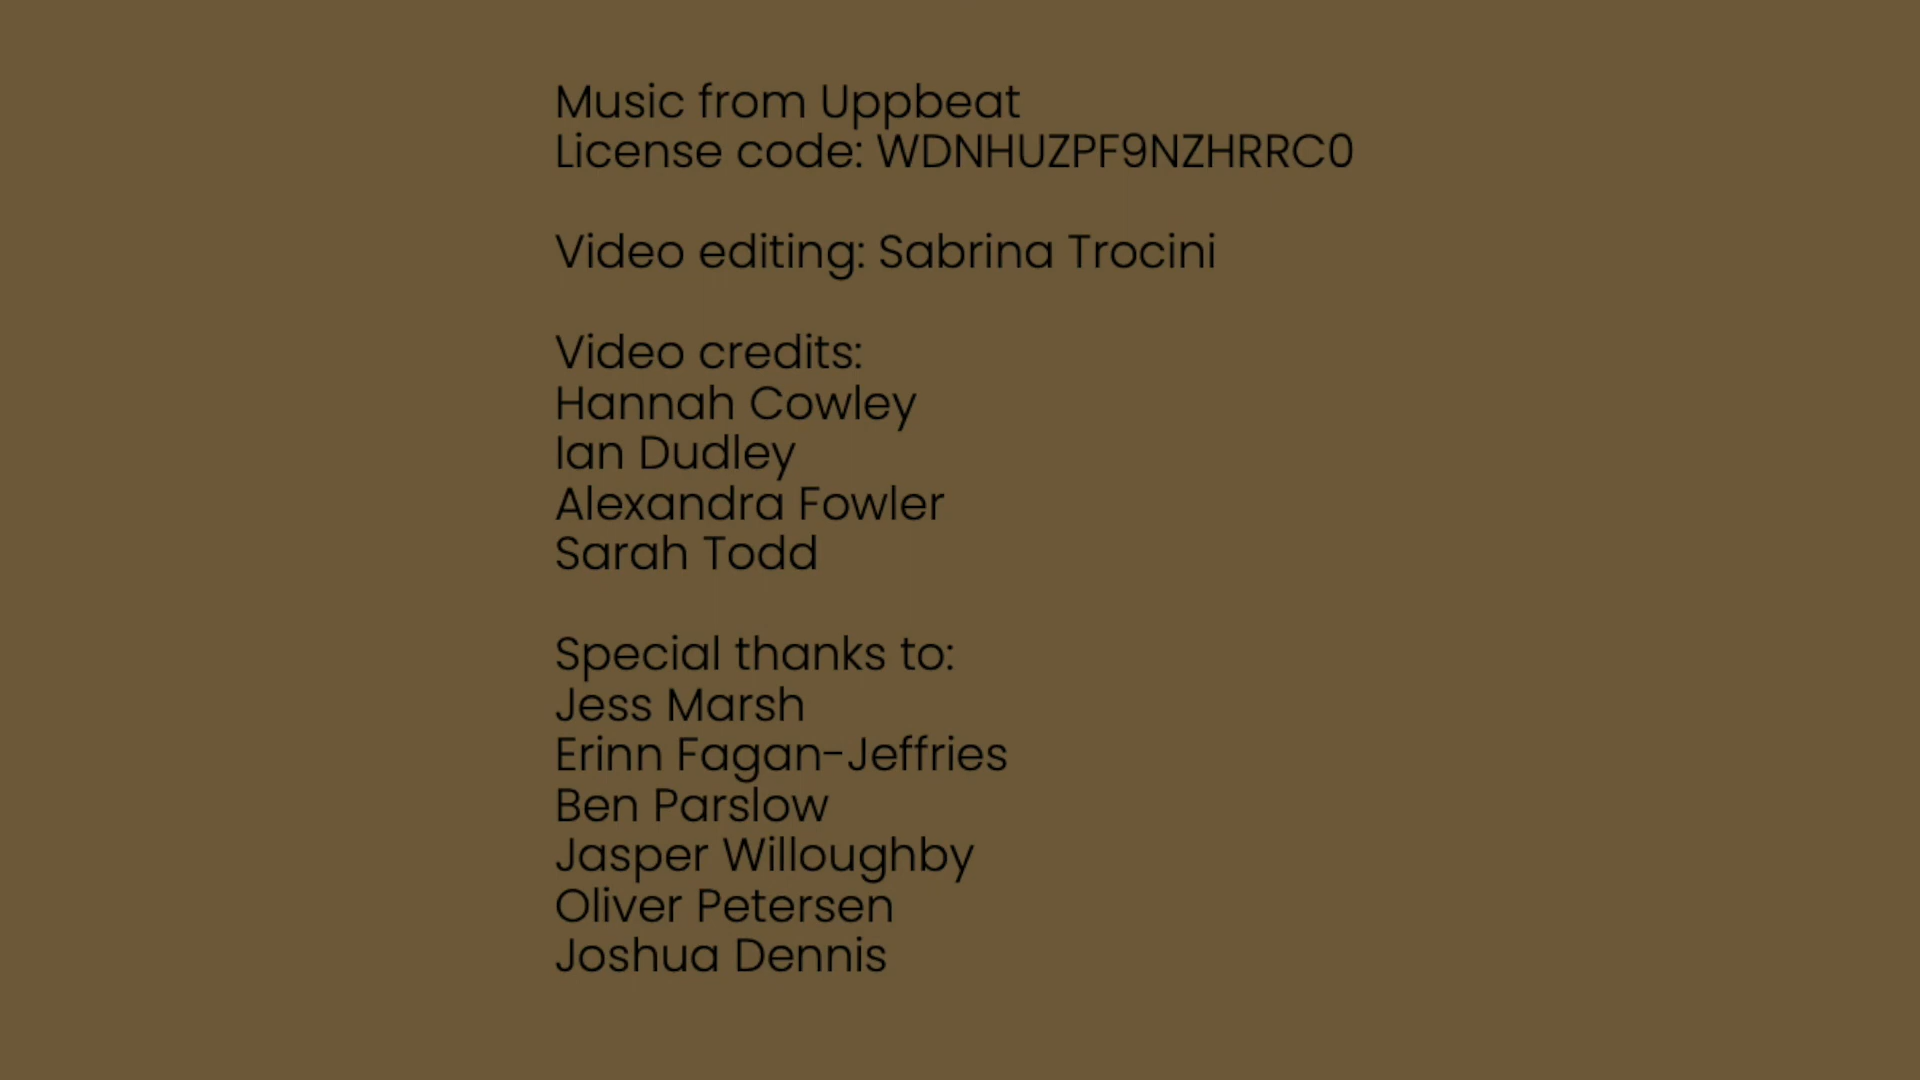 Music from Uppbeat
License code: WDNHUZPF9NZHRRC0
Video editing: Sabrina Trocini
Video credits:
Hannah Cowley
Ian Dudley
Alexandra Fowler
Sarah Todd
Special thanks to:
Jess Marsh
Erinn Fagan-Jeffries
Ben Parslow
Jasper Willoughby
Oliver Petersen
Joshua Dennis